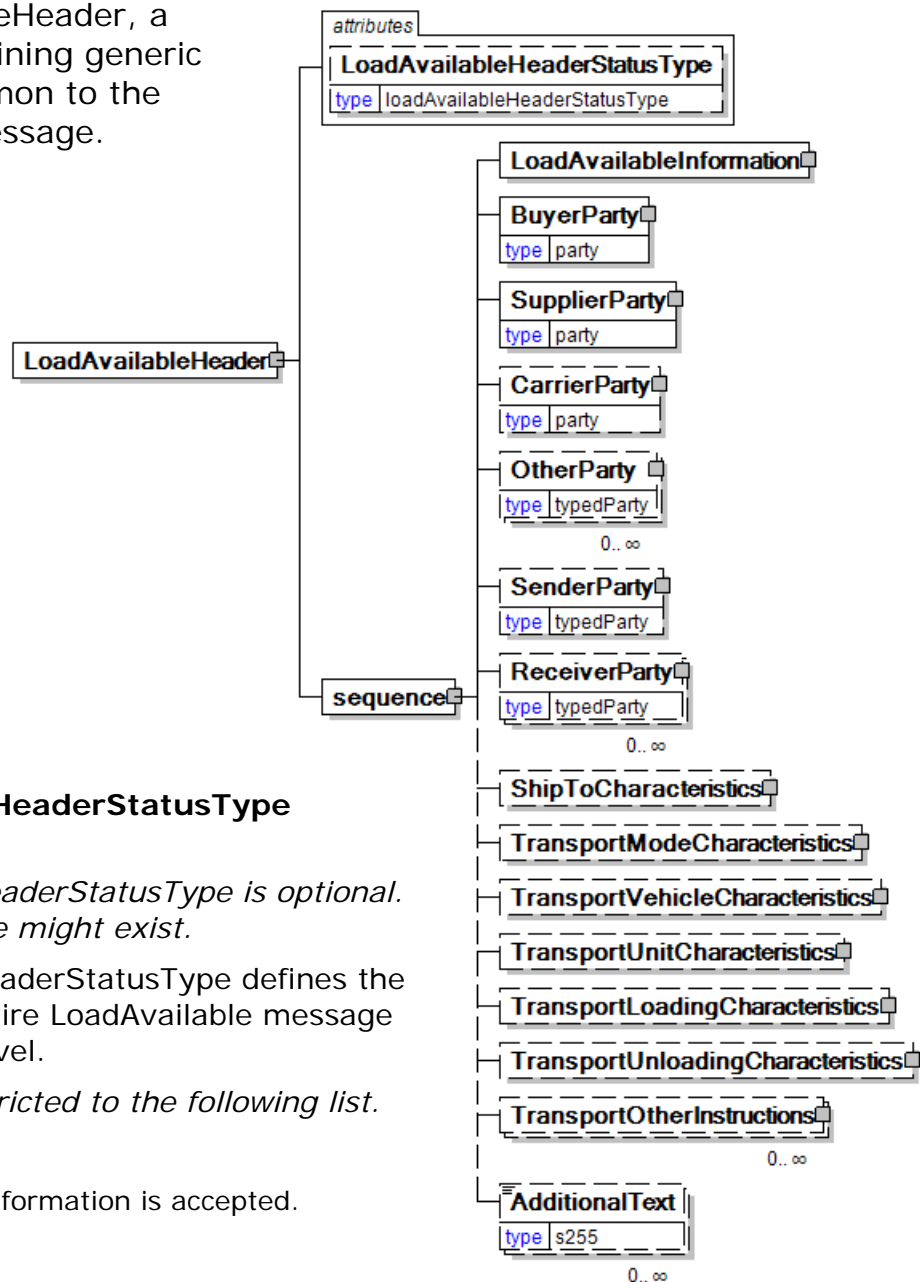 eHeader, a
ining generic
mon to the
essage.
attributes
LoadAvailableHeaderStatusType
type loadAvailableHeaderStatusType
LoadAvailableInformation
BuyerParty
type party
SupplierParty
type party
LoadAvailableHeader
CarrierParty
type party
OtherParty
type typedParty
0.. ∞
SenderParty
type typedParty
ReceiverParty
type typedParty
0.. ∞
sequence
ShipToCharacteristics
HeaderStatusType
TransportModeCharacteristics
eaderStatusType is optional.
TransportVehicleCharacteristics
e might exist.
TransportUnitCharacteristics
aderStatusType defines the
ire LoadAvailable message
TransportLoadingCharacteristics
vel.
TransportUnloadingCharacteristics
ricted to the following list.
TransportOtherInstructions
0.. ∞
formation is accepted.
AdditionalText
type s255
0.. ∞